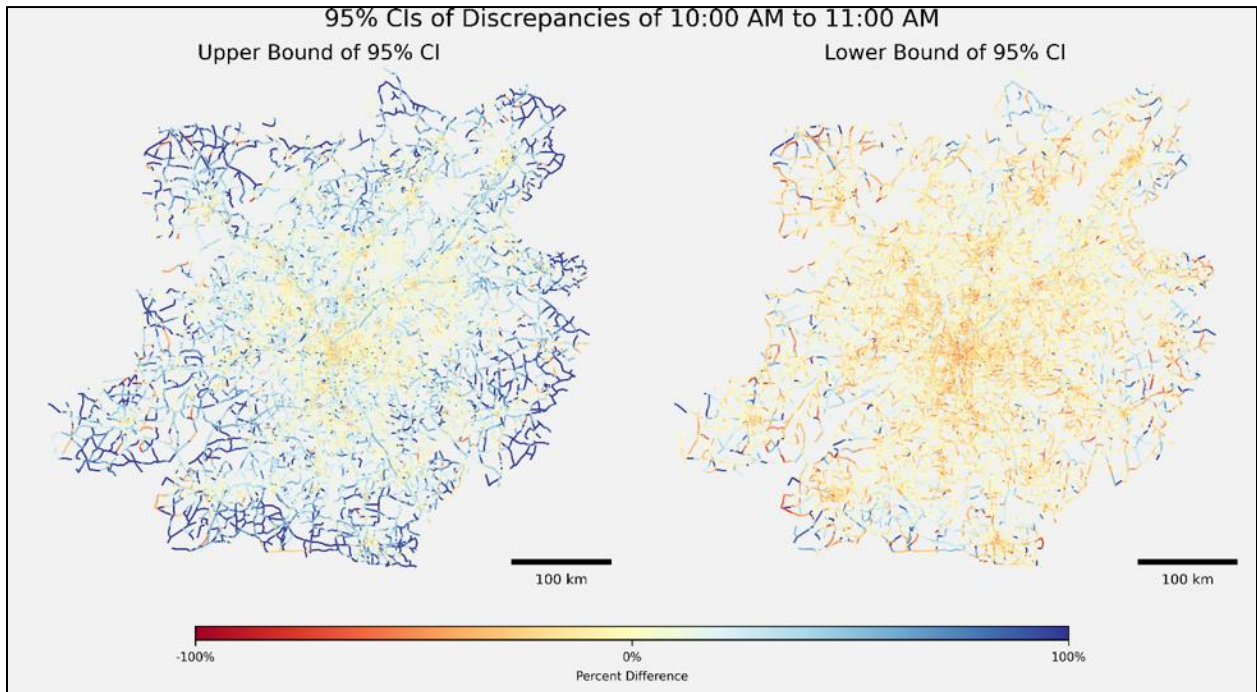 95% CIs of Discrepancies of 10:00 AM to 11:00 AM
Upper Bound of 95% CI
Lower Bound of 95% CI
100 km
100 km
-100%
0%
100%
Percent Difference